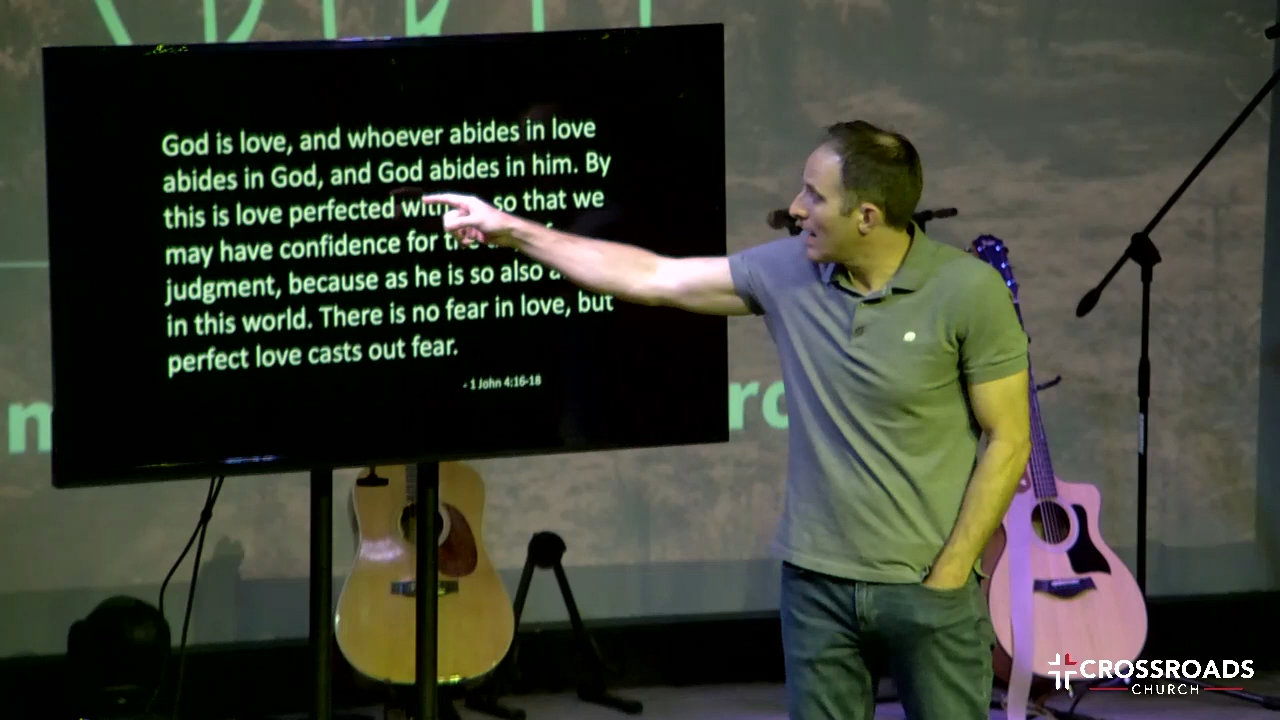 God is love, and whoever abides in love
abides in God, and God abides in him. By
this is love perfected with so that we
may have confidence for
judgment, because as he is so also
in this world. There is no fear in love, but
perfect love casts out fear.
- 1 John 4:16-18
CROSSROADS
CHURCH